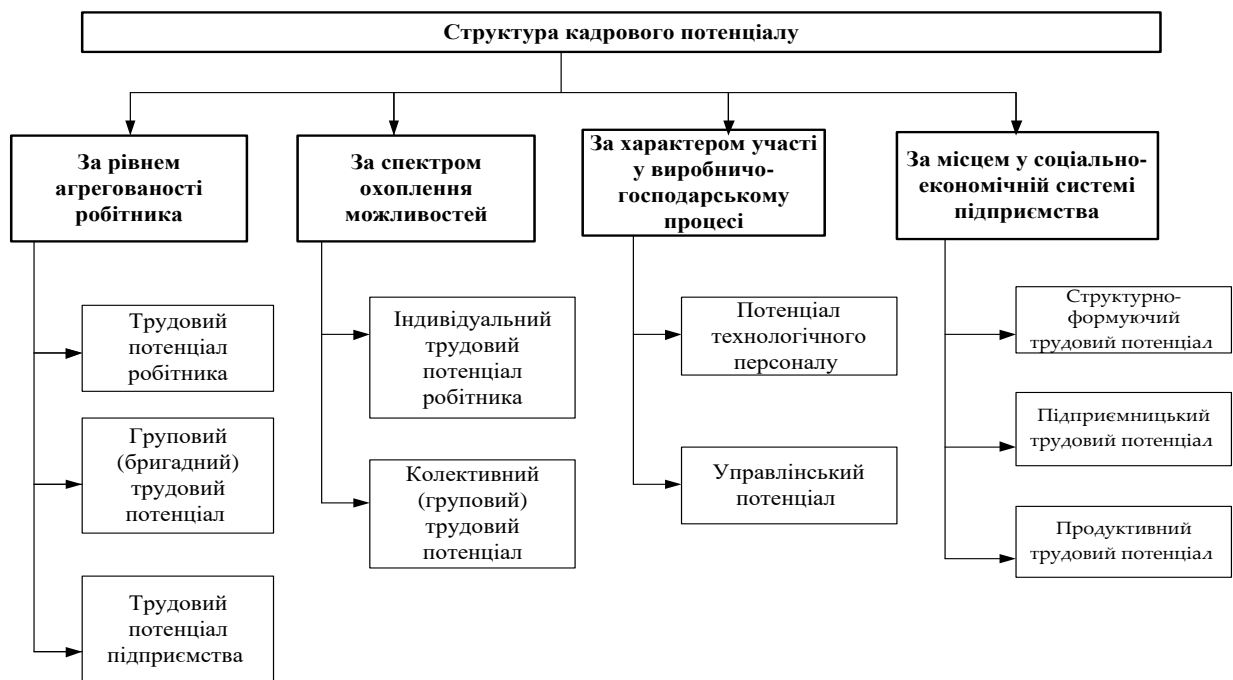 Структура кадрового потенціалу
За рівнем
агрегованості
робітника
Трудовий
потенціал
робітника
Груповий
(бригадний)
трудовий
потенціал
Трудовий
потенціал
підприємства
За спектром
охоплення
можливостей
Індивідуальний
трудовий
потенціал
робітника
Колективний
(груповий)
трудовий
потенціал
За характером участі
у виробничо-
господарському
процесі
Потенціал
технологічного
персоналу
Управлінський
потенціал
За місцем у соціально-
економічній системі
підприємства
Структурно-
формуючий
трудовий потенціал
Підприємницький
трудовий потенціал
Продуктивний
трудовий потенціал